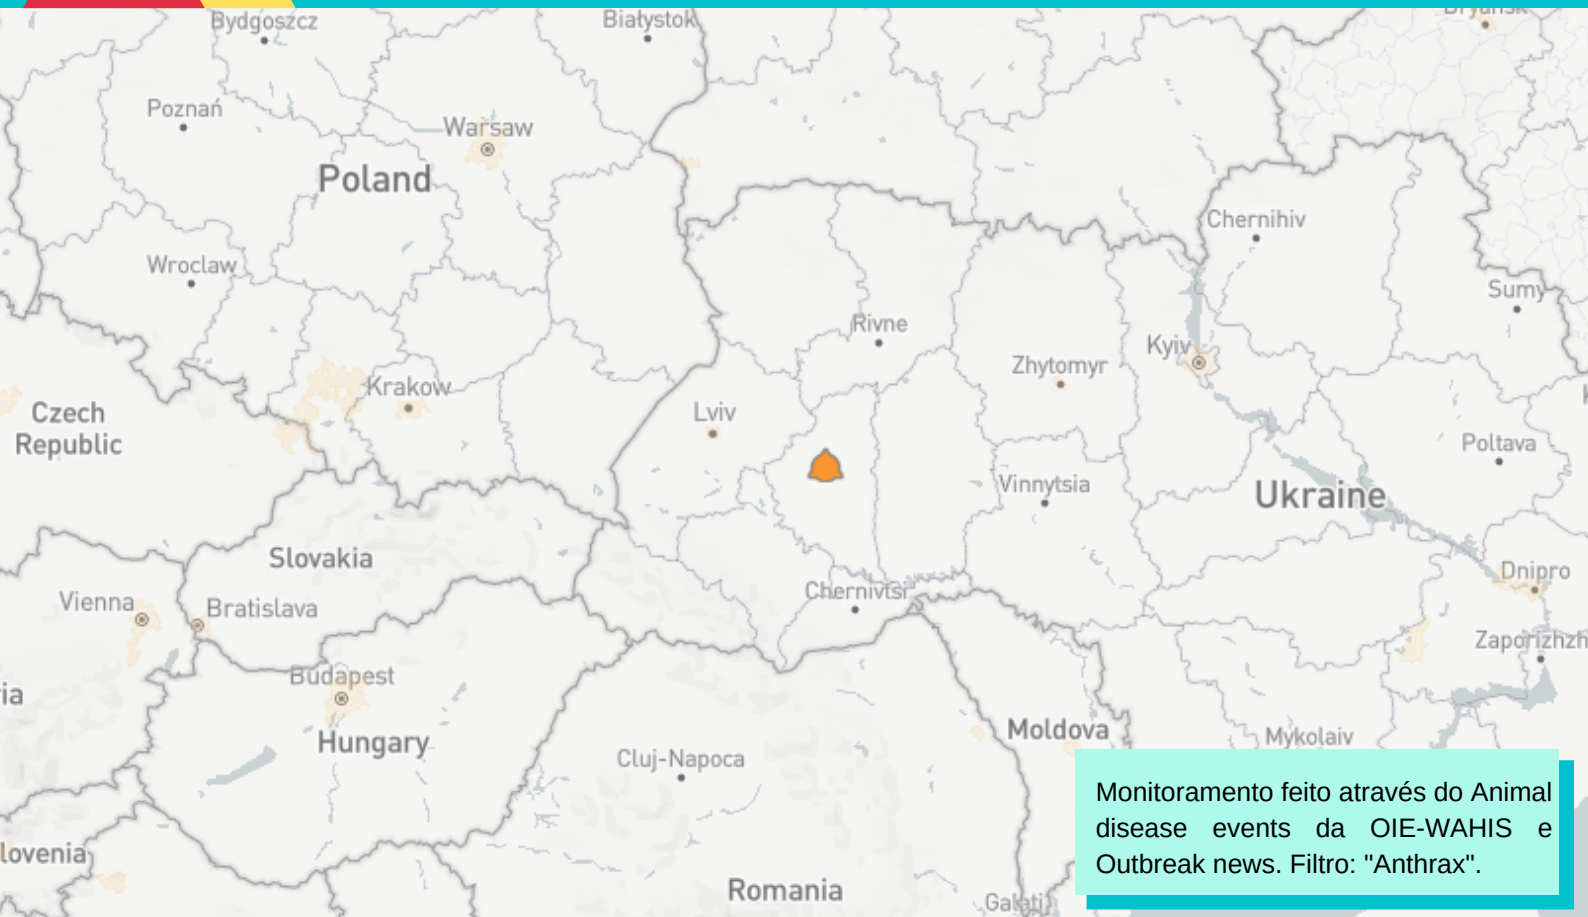 Bydgoszcz
Białystok
Bryansk
Poznań
Warsaw
Poland
Chernihiv
Wroclaw
Sumy
Rivne
Kyiv
Zhytomyr
Krakow
Czech
Republic
Lviv
Poltava
Vinnytsia
Ukraine
Slovakia
Dnipro
Chernivtsi
Vienna
Bratislava
Zaporizhzh
Budapest
ia
Moldova
Mykolaiv
Hungary
Cluj-Napoca
Monitoramento feito através do Animal
disease events da OIE-WAHIS e
Outbreak news. Filtro: "Anthrax".
lovenia
Romania
Galați